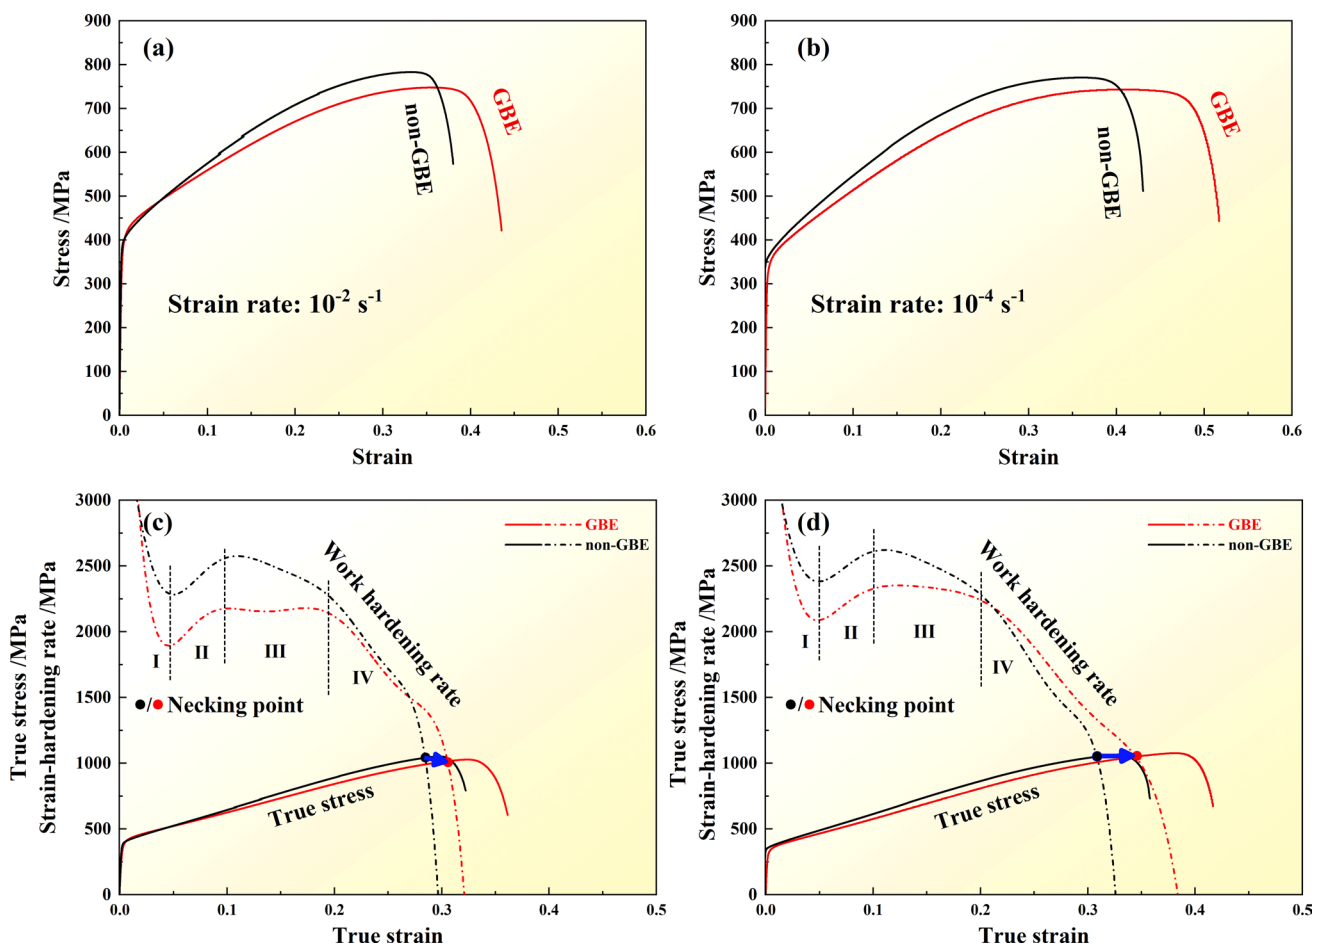 (a)
900
800
700
600
500
400
300
200
100
0
0.0 0.1 0.2 0.3 0.4 0.5 0.6
Stress /MPa
Strain
GBE
non-GBE
Strain rate: 10⁻² s⁻¹
(b)
900
800
700
600
500
400
300
200
100
0
0.0 0.1 0.2 0.3 0.4 0.5 0.6
Stress /MPa
Strain
GBE
non-GBE
Strain rate: 10⁻⁴ s⁻¹
(c)
3000
2500
2000
1500
1000
500
0
0.0 0.1 0.2 0.3 0.4 0.5
True stress /MPa
Strain-hardening rate /MPa
True strain
GBE
non-GBE
Work hardening rate
I II III IV
/ Necking point
True stress
(d)
3000
2500
2000
1500
1000
500
0
0.0 0.1 0.2 0.3 0.4 0.5
True stress /MPa
Strain-hardening rate /MPa
True strain
GBE
non-GBE
Work hardening rate
I II III IV
/ Necking point
True stress